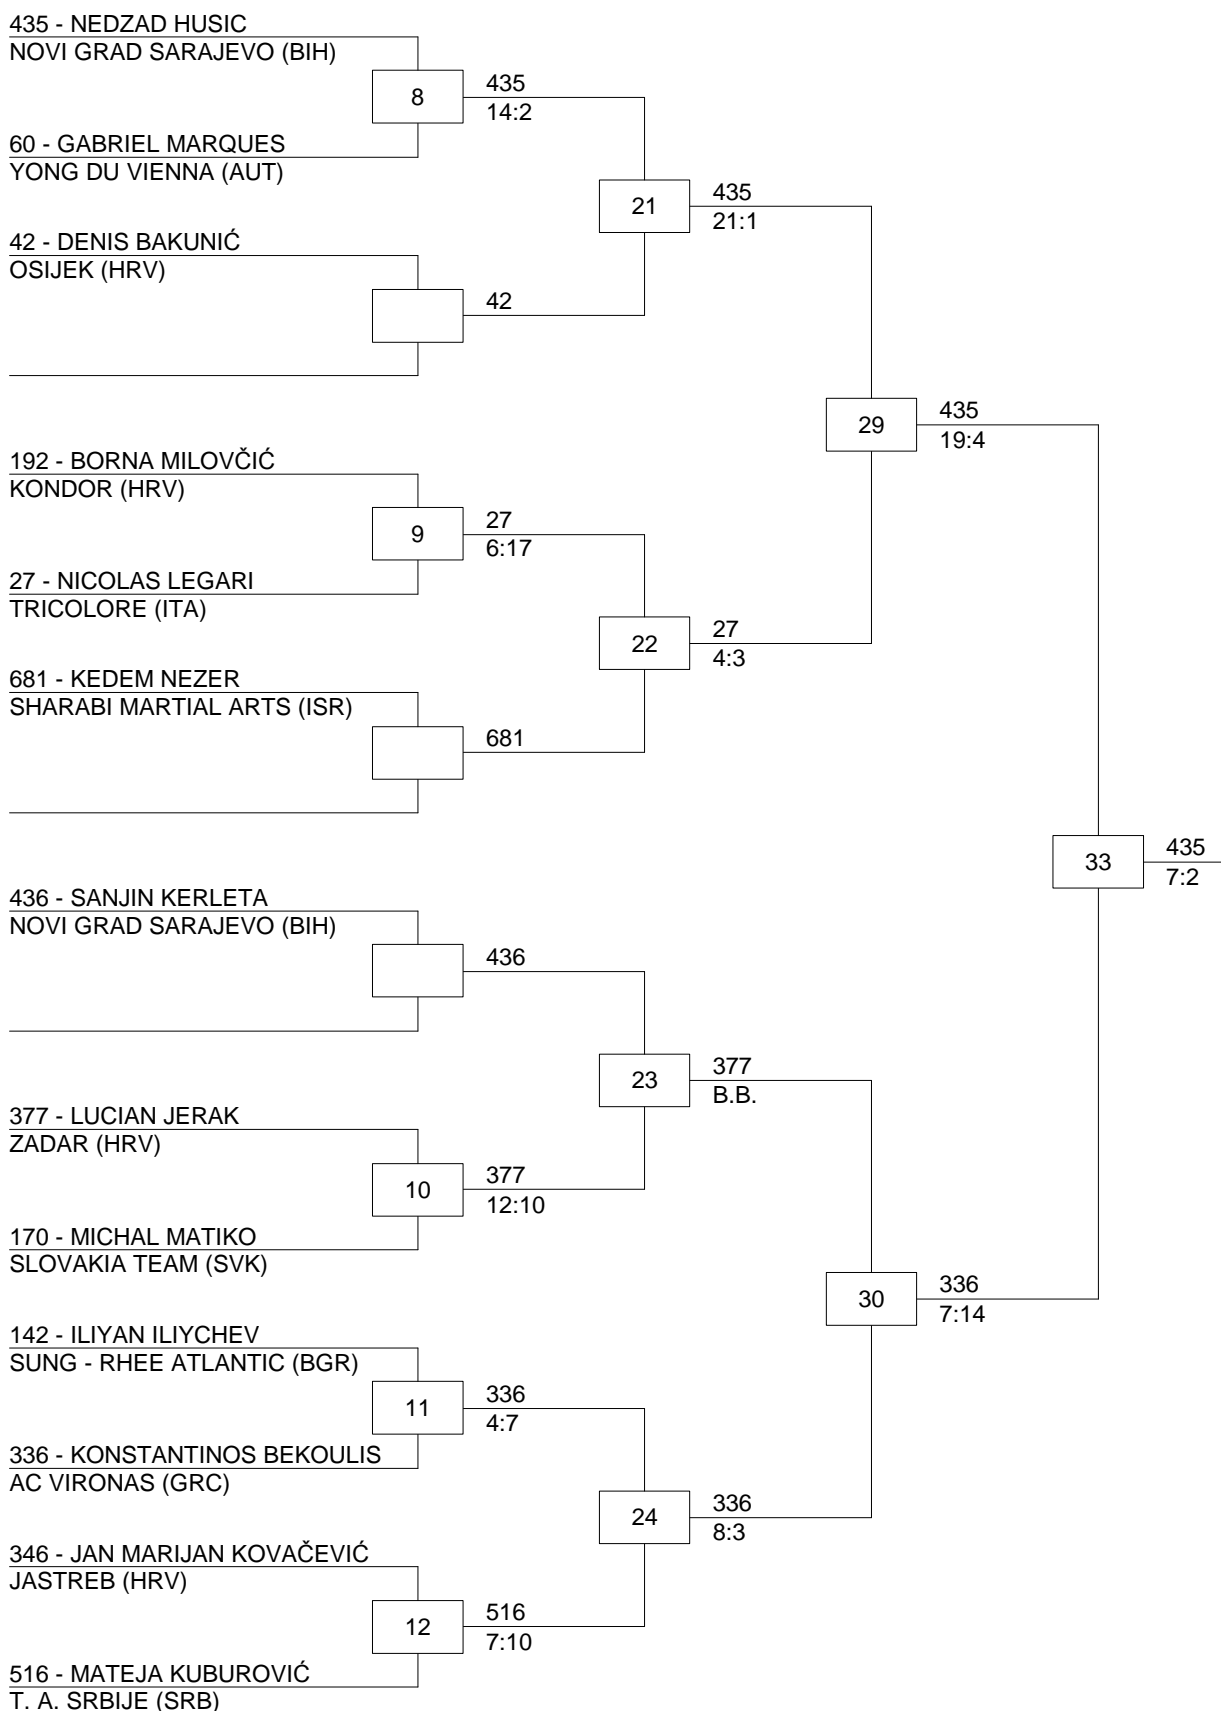 435 - NEDZAD HUSIC
NOVI GRAD SARAJEVO (BIH)
8
435
14:2
60 - GABRIEL MARQUES
YONG DU VIENNA (AUT)
21
435
21:1
42 - DENIS BAKUNIĆ
OSIJEK (HRV)
42
29
435
19:4
192 - BORNA MILOVČIĆ
KONDOR (HRV)
9
27
6:17
27 - NICOLAS LEGARI
TRICOLORE (ITA)
22
27
4:3
681 - KEDEM NEZER
SHARABI MARTIAL ARTS (ISR)
681
33
435
7:2
436 - SANJIN KERLETA
NOVI GRAD SARAJEVO (BIH)
436
23
377
B.B.
377 - LUCIAN JERAK
ZADAR (HRV)
10
377
12:10
170 - MICHAL MATIKO
SLOVAKIA TEAM (SVK)
30
336
7:14
142 - ILIYAN ILIYCHEV
SUNG - RHEE ATLANTIC (BGR)
11
336
4:7
336 - KONSTANTINOS BEKOULIS
AC VIRONAS (GRC)
24
336
8:3
346 - JAN MARIJAN KOVAČEVIĆ
JASTREB (HRV)
12
516
7:10
516 - MATEJA KUBUROVIĆ
T. A. SRBIJE (SRB)